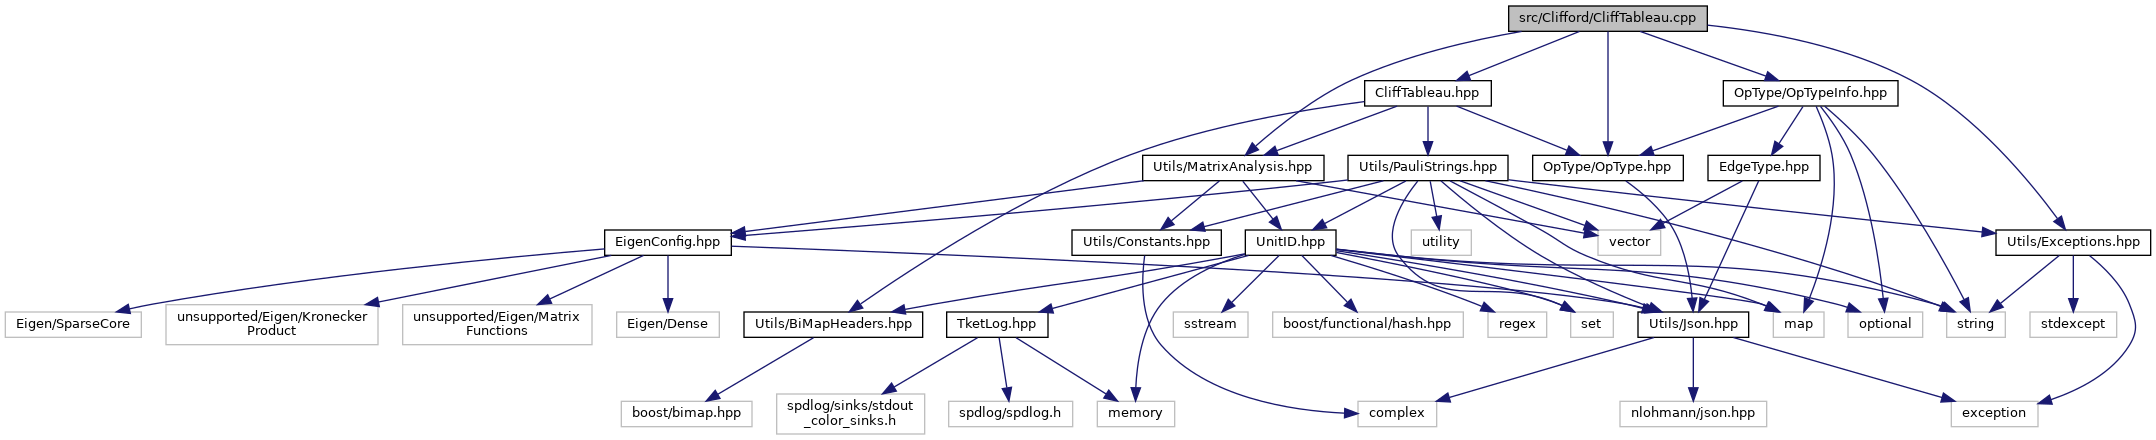 src/Clifford/CliffTableau.cpp
CliffTableau.hpp
OpType/OpTypeInfo.hpp
Utils/MatrixAnalysis.hpp
Utils/PauliStrings.hpp
OpType/OpType.hpp
EdgeType.hpp
EigenConfig.hpp
Utils/Constants.hpp
UnitID.hpp
utility
vector
Utils/Exceptions.hpp
Eigen/SparseCore
unsupported/Eigen/Kronecker
Product
unsupported/Eigen/Matrix
Functions
Eigen/Dense
Utils/BiMapHeaders.hpp
TketLog.hpp
sstream
boost/functional/hash.hpp
regex
set
Utils/Json.hpp
map
optional
string
stdexcept
boost/bimap.hpp
spdlog/sinks/stdout
_color_sinks.h
spdlog/spdlog.h
memory
complex
nlohmann/json.hpp
exception